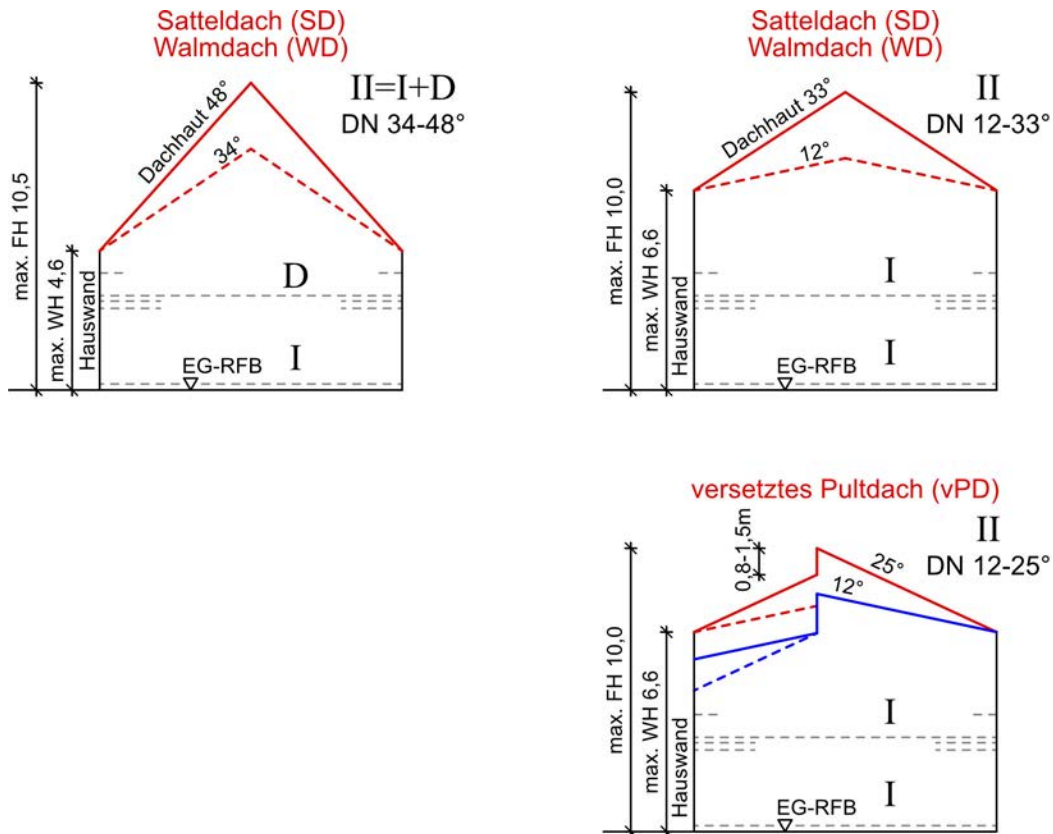 Satteldach (SD)
Walmdach (WD)
II=I+D
DN 34-48°
Dachhaut 48°
34°
max. FH 10,5
max. WH 4,6
Hauswand
D
I
EG-RFB
Satteldach (SD)
Walmdach (WD)
II
DN 12-33°
Dachhaut 33°
12°
max. FH 10,0
max. WH 6,6
Hauswand
I
I
EG-RFB
versetztes Pultdach (vPD)
II
DN 12-25°
0,8-1,5m
25°
12°
max. FH 10,0
max. WH 6,6
Hauswand
I
I
EG-RFB